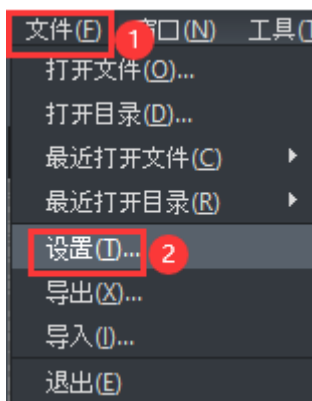 文件(F) 1 窗口(N) 工具(T
打开文件(O)...
打开目录(D)...
最近打开文件(C)
最近打开目录(R)
设置(T)... 2
导出(X)...
导入(I)...
退出(E)